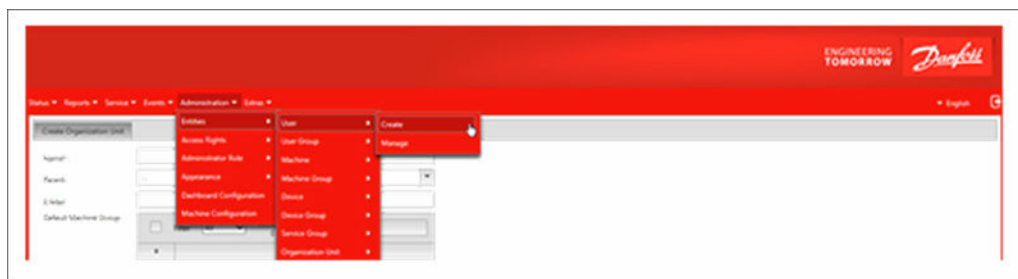 ENGINEERING
TOMORROW
Danfoss
Status Reports Service Events Administration Extras English
Create Organization Unit
Entities
User
Create
Access Rights
User Group
Manage
Administrator Role
Machine
Appearance
Machine Group
Dashboard Configuration
Device
Machine Configuration
Device Group
Service Group
Organization Unit
Name
Parent
E-Mail
Default Machine Group